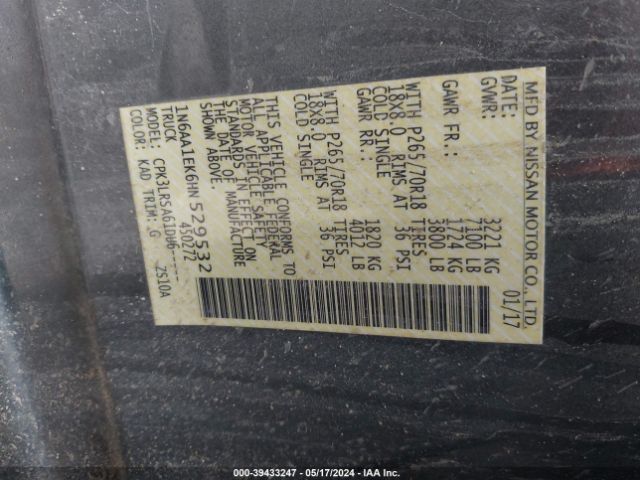 MFD BY NISSAN MOTOR CO., LTD.
DATE: 01/17
GVWR: 3221 KG
7100 LB
GAWR FR.: 1724 KG
5800 LB
WITH P265/70R18 TIRES
18X8.0 RIMS AT 36 PSI
COLD SINGLE
GAWR RR.: 1820 KG
4012 LB
WITH P265/70R18 TIRES
18X8.0 RIMS AT 36 PSI
COLD SINGLE
THIS VEHICLE CONFORMS TO
ALL APPLICABLE FEDERAL
MOTOR VEHICLE SAFETY
STANDARDS IN EFFECT ON
THE DATE OF MANUFACTURE
SHOWN ABOVE.
1N6AA1EK6HN529532
TRUCK 450272
MODEL: CPK3LR5A61DU6-----
COLOR: KAD TRIM: G ZS10A
000-39433247 - 05/17/2024 - IAA Inc.